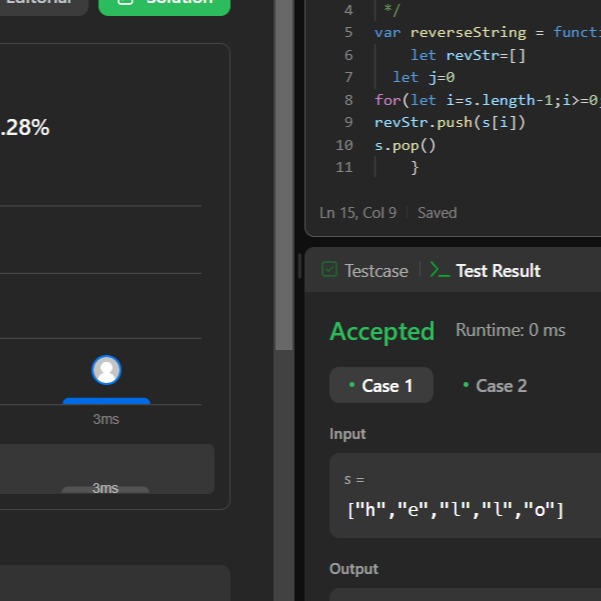 Editorial
Solution
.28%
3ms
3ms
4 */
5 var reverseString = functi
6 let revStr=[]
7 let j=0
8 for(let i=s.length-1;i>=0;
9 revStr.push(s[i])
10 s.pop()
11 }
Ln 15, Col 9 Saved
Testcase
Test Result
Accepted Runtime: 0 ms
Case 1
Case 2
Input
s =
["h","e","l","l","o"]
Output